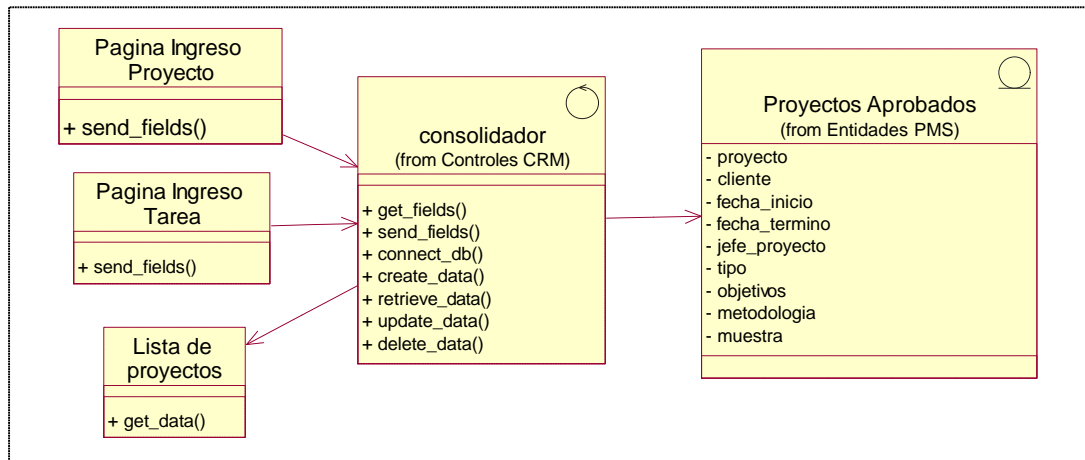 Pagina Ingreso
Proyecto
+ send_fields()
Pagina Ingreso
Tarea
+ send_fields()
Lista de
proyectos
+ get_data()
consolidador
(from Controles CRM)
+ get_fields()
+ send_fields()
+ connect_db()
+ create_data()
+ retrieve_data()
+ update_data()
+ delete_data()
Proyectos Aprobados
(from Entidades PMS)
- proyecto
- cliente
- fecha_inicio
- fecha_termino
- jefe_proyecto
- tipo
- objetivos
- metodologia
- muestra